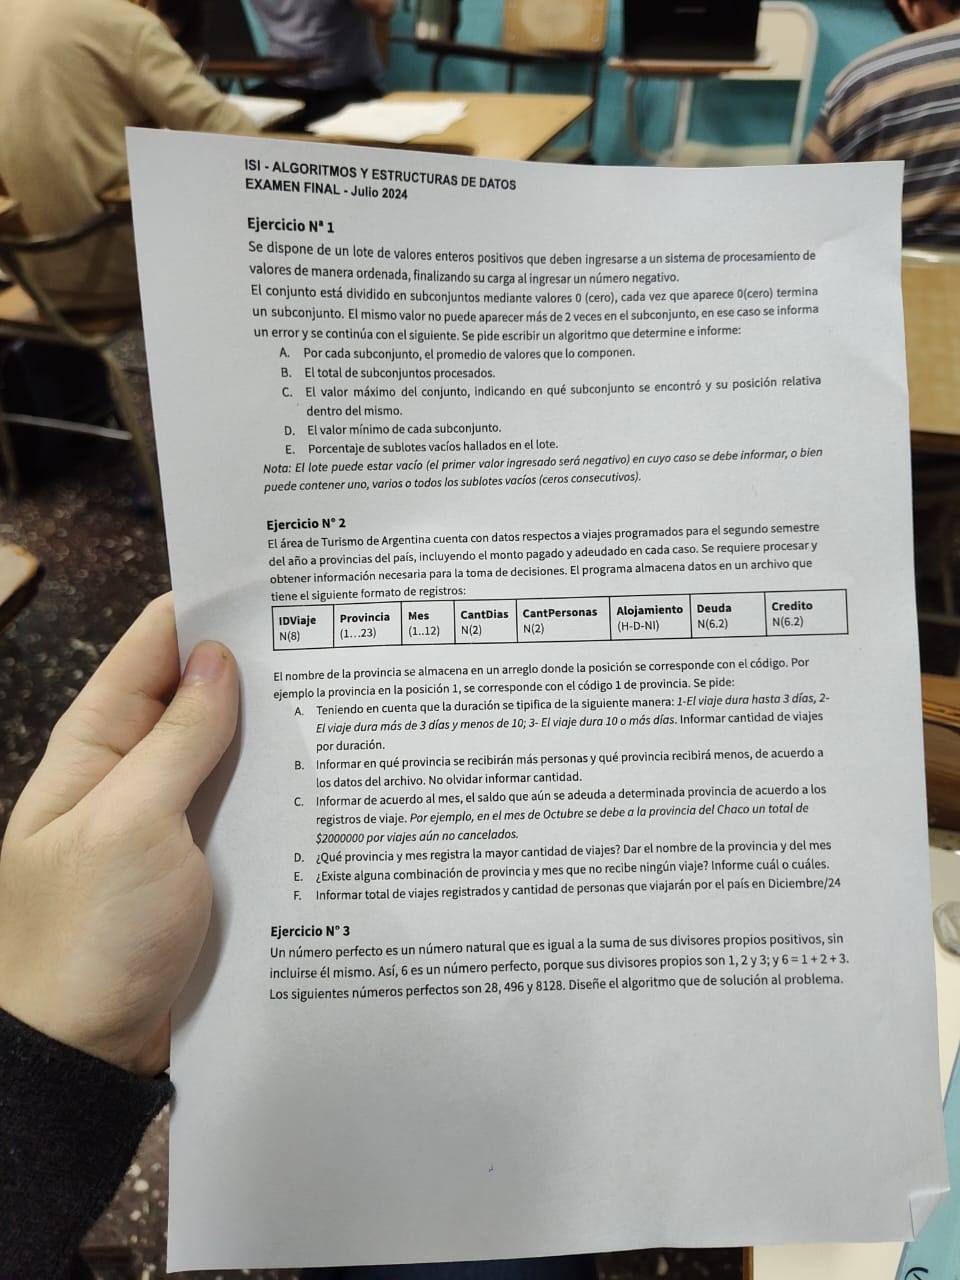 ISI - ALGORITMOS Y ESTRUCTURAS DE DATOS
EXAMEN FINAL - Julio 2024
Ejercicio Nª 1
Se dispone de un lote de valores enteros positivos que deben ingresarse a un sistema de procesamiento de
valores de manera ordenada, finalizando su carga al ingresar un número negativo.
El conjunto está dividido en subconjuntos mediante valores 0 (cero), cada vez que aparece 0(cero) termina
un subconjunto. El mismo valor no puede aparecer más de 2 veces en el subconjunto, en ese caso se informa
un error y se continúa con el siguiente. Se pide escribir un algoritmo que determine e informe:
A. Por cada subconjunto, el promedio de valores que lo componen.
B. El total de subconjuntos procesados.
C. El valor máximo del conjunto, indicando en qué subconjunto se encontró y su posición relativa
dentro del mismo.
D. El valor mínimo de cada subconjunto.
E. Porcentaje de sublotes vacíos hallados en el lote.
Nota: El lote puede estar vacío (el primer valor ingresado será negativo) en cuyo caso se debe informar, o bien
puede contener uno, varios o todos los sublotes vacíos (ceros consecutivos).
Ejercicio N° 2
El área de Turismo de Argentina cuenta con datos respectos a viajes programados para el segundo semestre
del año a provincias del país, incluyendo el monto pagado y adeudado en cada caso. Se requiere procesar y
obtener información necesaria para la toma de decisiones. El programa almacena datos en un archivo que
tiene el siguiente formato de registros:
IDViaje Provincia Mes CantDias CantPersonas Alojamiento Deuda Credito
N(8) (1...23) (1..12) N(2) N(2) (H-D-NI) N(6.2) N(6.2)
El nombre de la provincia se almacena en un arreglo donde la posición se corresponde con el código. Por
ejemplo la provincia en la posición 1, se corresponde con el código 1 de provincia. Se pide:
A. Teniendo en cuenta que la duración se tipifica de la siguiente manera: 1-El viaje dura hasta 3 días, 2-
El viaje dura más de 3 días y menos de 10; 3- El viaje dura 10 o más días. Informar cantidad de viajes
por duración.
B. Informar en qué provincia se recibirán más personas y qué provincia recibirá menos, de acuerdo a
los datos del archivo. No olvidar informar cantidad.
C. Informar de acuerdo al mes, el saldo que aún se adeuda a determinada provincia de acuerdo a los
registros de viaje. Por ejemplo, en el mes de Octubre se debe a la provincia del Chaco un total de
$2000000 por viajes aún no cancelados.
D. ¿Qué provincia y mes registra la mayor cantidad de viajes? Dar el nombre de la provincia y del mes
E. ¿Existe alguna combinación de provincia y mes que no recibe ningún viaje? Informe cuál o cuáles.
F. Informar total de viajes registrados y cantidad de personas que viajarán por el país en Diciembre/24
Ejercicio N° 3
Un número perfecto es un número natural que es igual a la suma de sus divisores propios positivos, sin
incluirse él mismo. Así, 6 es un número perfecto, porque sus divisores propios son 1, 2 y 3; y 6 = 1 + 2 + 3.
Los siguientes números perfectos son 28, 496 y 8128. Diseñe el algoritmo que de solución al problema.